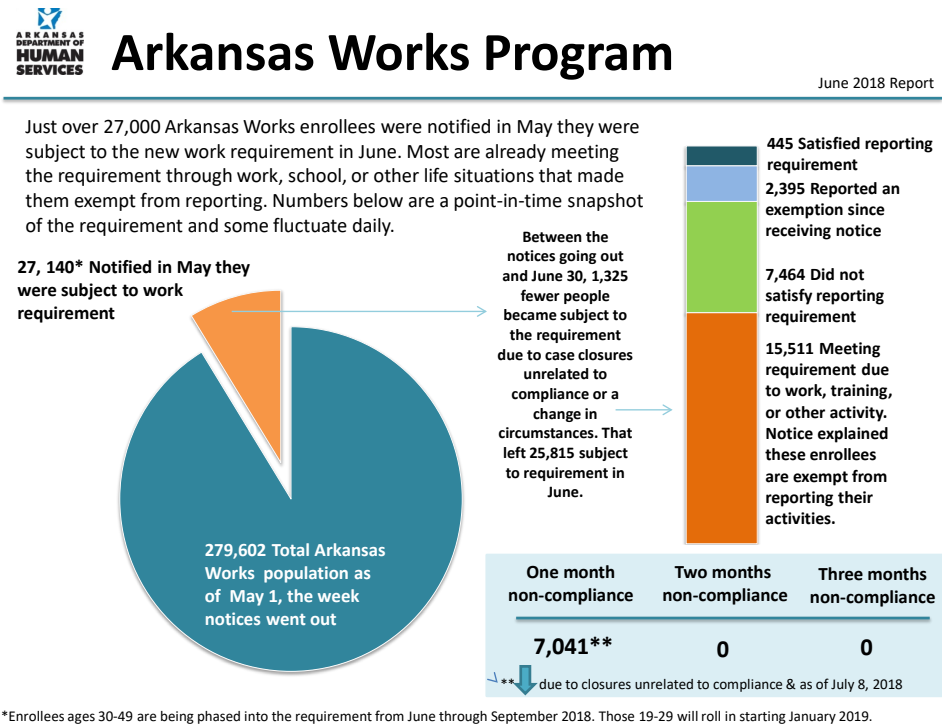 ARKANSAS
DEPARTMENT OF
HUMAN
SERVICES
Arkansas Works Program
June 2018 Report
Just over 27,000 Arkansas Works enrollees were notified in May they were
subject to the new work requirement in June. Most are already meeting
the requirement through work, school, or other life situations that made
them exempt from reporting. Numbers below are a point-in-time snapshot
of the requirement and some fluctuate daily.
27, 140* Notified in May they
were subject to work
requirement
279,602 Total Arkansas
Works population as
of May 1, the week
notices went out
Between the
notices going out
and June 30, 1,325
fewer people
became subject to
the requirement
due to case closures
unrelated to
compliance or a
change in
circumstances. That
left 25,815 subject
to requirement in
June.
445 Satisfied reporting
requirement
2,395 Reported an
exemption since
receiving notice
7,464 Did not
satisfy reporting
requirement
15,511 Meeting
requirement due
to work, training,
or other activity.
Notice explained
these enrollees
are exempt from
reporting their
activities.
One month
non-compliance
Two months
non-compliance
Three months
non-compliance
7,041**
0
0
** due to closures unrelated to compliance & as of July 8, 2018
*Enrollees ages 30-49 are being phased into the requirement from June through September 2018. Those 19-29 will roll in starting January 2019.